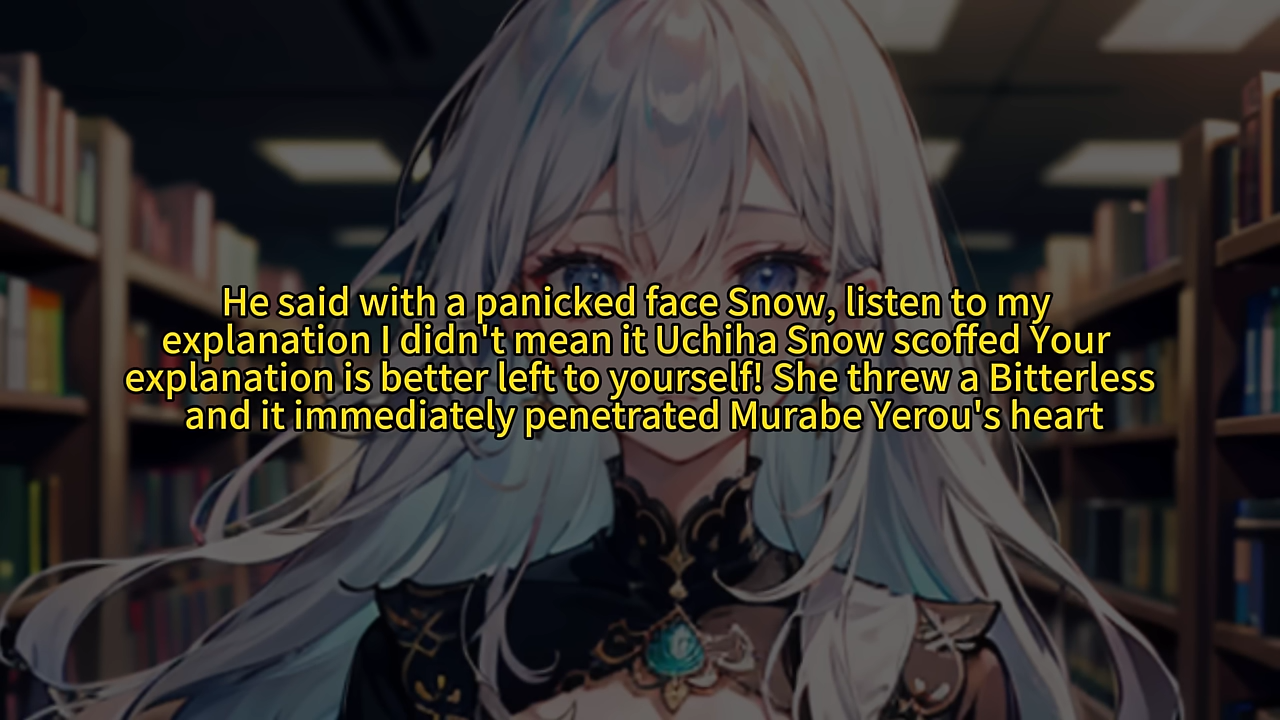 He said with a panicked face Snow, listen to my
explanation I didn't mean it Uchiha Snow scoffed Your
explanation is better left to yourself! She threw a Bitterless
and it immediately penetrated Murabe Yerou's heart